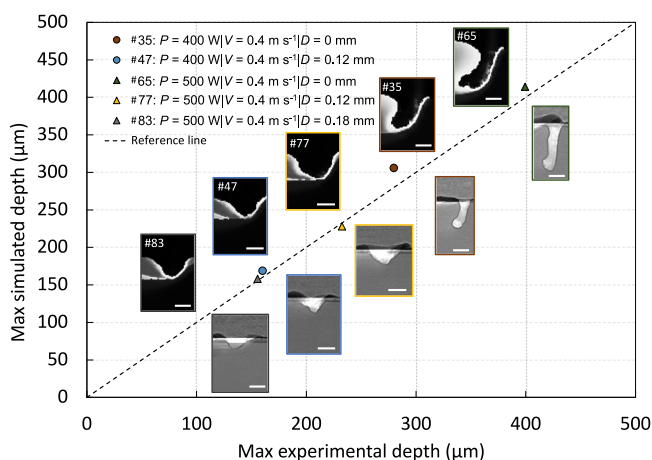 500
450
400
350
300
250
200
150
100
50
0
Max simulated depth (µm)
#35: P = 400 W|V = 0.4 m s⁻¹|D = 0 mm
#47: P = 400 W|V = 0.4 m s⁻¹|D = 0.12 mm
#65: P = 500 W|V = 0.4 m s⁻¹|D = 0 mm
#77: P = 500 W|V = 0.4 m s⁻¹|D = 0.12 mm
#83: P = 500 W|V = 0.4 m s⁻¹|D = 0.18 mm
Reference line
#65
#35
#77
#47
#83
0 100 200 300 400 500
Max experimental depth (µm)